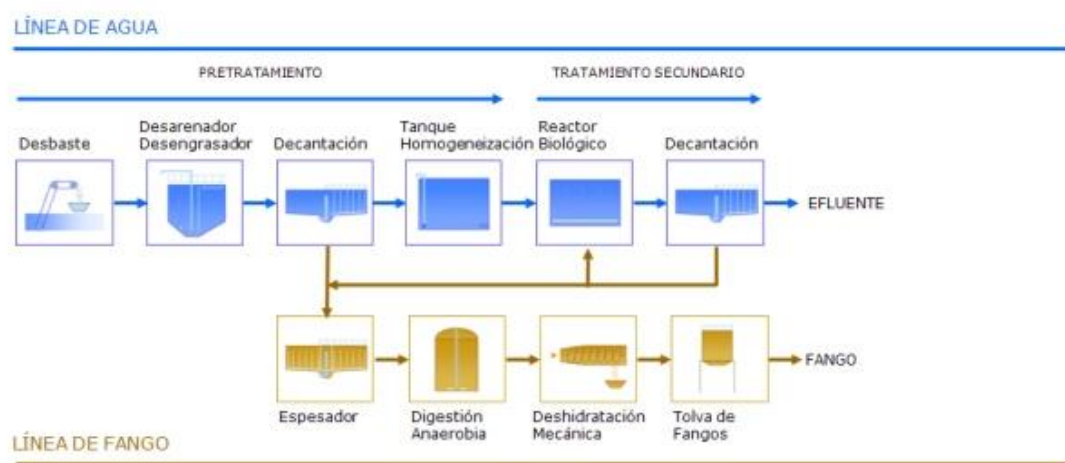 LÍNEA DE AGUA
PRETRATAMIENTO
TRATAMIENTO SECUNDARIO
Desbaste
Desarenador
Desengrasador
Decantación
Tanque
Homogeneización
Reactor
Biológico
Decantación
EFLUENTE
FANGO
Espesador
Digestión
Anaerobia
Deshidratación
Mecánica
Tolva de
Fangos
LÍNEA DE FANGO